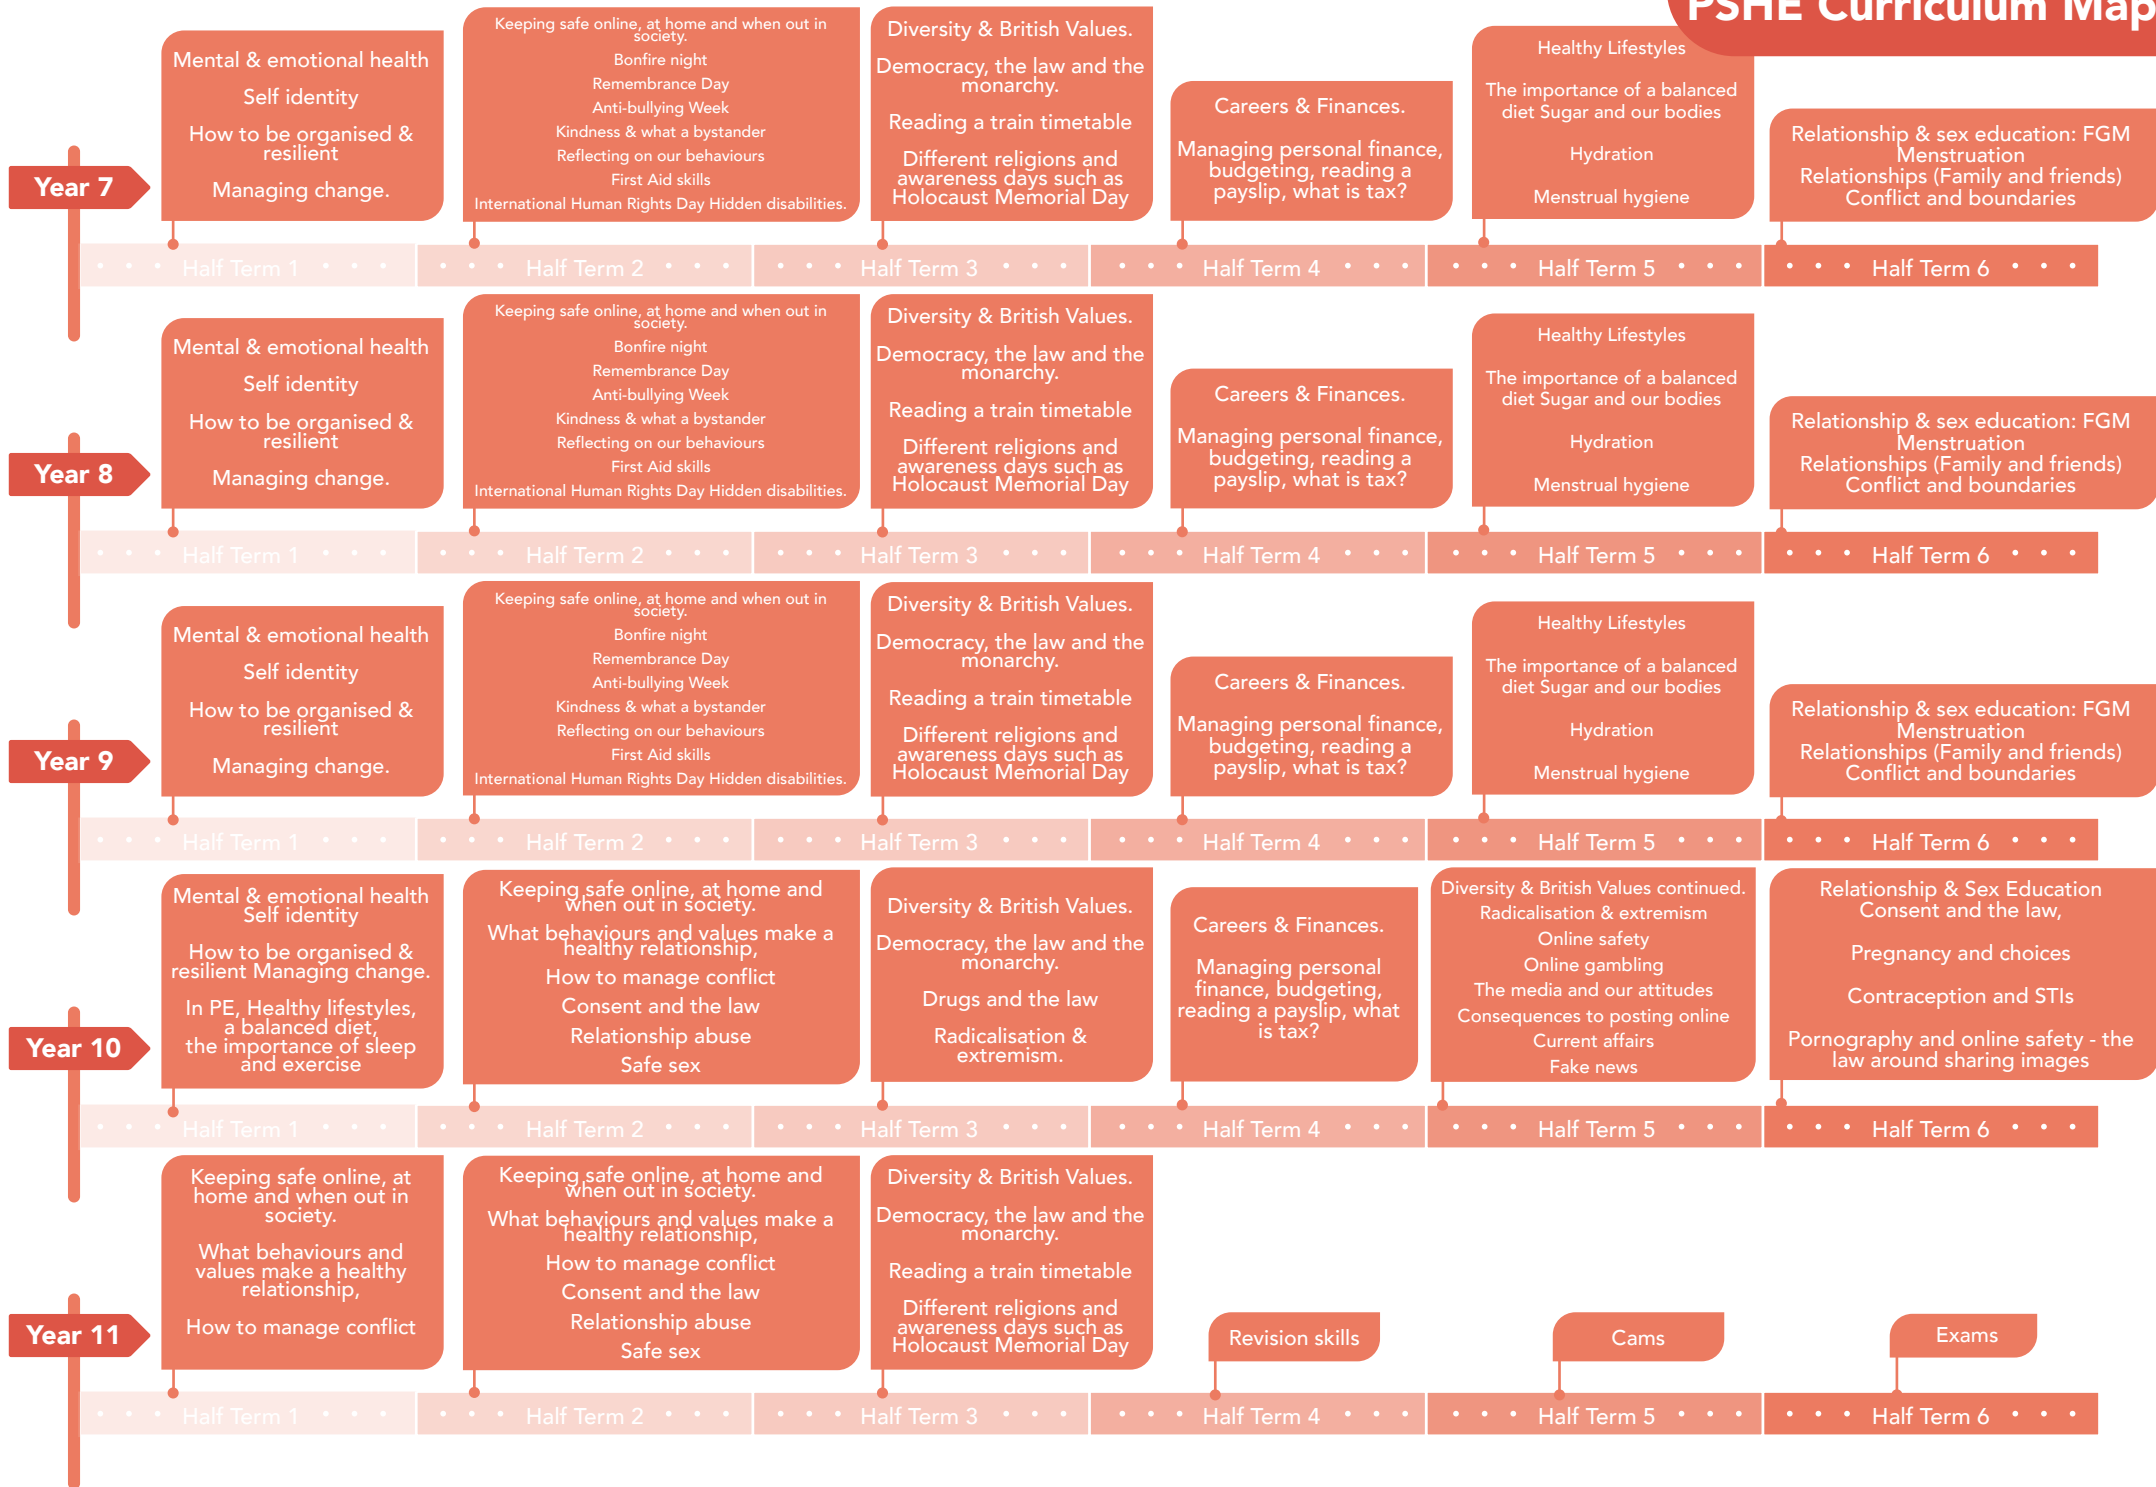 PSHE Curriculum Map
Year 7
Mental & emotional health
Self identity
How to be organised &
resilient
Managing change.
Keeping safe online, at home and when out in
society.
Bonfire night
Remembrance Day
Anti-bullying Week
Kindness & what a bystander
Reflecting on our behaviours
First Aid skills
International Human Rights Day Hidden disabilities.
Diversity & British Values.
Democracy, the law and the
monarchy.
Reading a train timetable
Different religions and
awareness days such as
Holocaust Memorial Day
Careers & Finances.
Managing personal finance,
budgeting, reading a
payslip, what is tax?
Healthy Lifestyles
The importance of a balanced
diet Sugar and our bodies
Hydration
Menstrual hygiene
Relationship & sex education: FGM
Menstruation
Relationships (Family and friends)
Conflict and boundaries
Half Term 1
Half Term 2
Half Term 3
Half Term 4
Half Term 5
Half Term 6
Year 8
Mental & emotional health
Self identity
How to be organised &
resilient
Managing change.
Keeping safe online, at home and when out in
society.
Bonfire night
Remembrance Day
Anti-bullying Week
Kindness & what a bystander
Reflecting on our behaviours
First Aid skills
International Human Rights Day Hidden disabilities.
Diversity & British Values.
Democracy, the law and the
monarchy.
Reading a train timetable
Different religions and
awareness days such as
Holocaust Memorial Day
Careers & Finances.
Managing personal finance,
budgeting, reading a
payslip, what is tax?
Healthy Lifestyles
The importance of a balanced
diet Sugar and our bodies
Hydration
Menstrual hygiene
Relationship & sex education: FGM
Menstruation
Relationships (Family and friends)
Conflict and boundaries
Half Term 1
Half Term 2
Half Term 3
Half Term 4
Half Term 5
Half Term 6
Year 9
Mental & emotional health
Self identity
How to be organised &
resilient
Managing change.
Keeping safe online, at home and when out in
society.
Bonfire night
Remembrance Day
Anti-bullying Week
Kindness & what a bystander
Reflecting on our behaviours
First Aid skills
International Human Rights Day Hidden disabilities.
Diversity & British Values.
Democracy, the law and the
monarchy.
Reading a train timetable
Different religions and
awareness days such as
Holocaust Memorial Day
Careers & Finances.
Managing personal finance,
budgeting, reading a
payslip, what is tax?
Healthy Lifestyles
The importance of a balanced
diet Sugar and our bodies
Hydration
Menstrual hygiene
Relationship & sex education: FGM
Menstruation
Relationships (Family and friends)
Conflict and boundaries
Half Term 1
Half Term 2
Half Term 3
Half Term 4
Half Term 5
Half Term 6
Year 10
Mental & emotional health
Self identity
How to be organised &
resilient Managing change.
In PE, Healthy lifestyles,
a balanced diet,
the importance of sleep
and exercise
Keeping safe online, at home and
when out in society.
What behaviours and values make a
healthy relationship,
How to manage conflict
Consent and the law
Relationship abuse
Safe sex
Diversity & British Values.
Democracy, the law and the
monarchy.
Drugs and the law
Radicalisation &
extremism.
Careers & Finances.
Managing personal
finance, budgeting,
reading a payslip, what
is tax?
Diversity & British Values continued.
Radicalisation & extremism
Online safety
Online gambling
The media and our attitudes
Consequences to posting online
Current affairs
Fake news
Relationship & Sex Education
Consent and the law,
Pregnancy and choices
Contraception and STIs
Pornography and online safety - the
law around sharing images
Half Term 1
Half Term 2
Half Term 3
Half Term 4
Half Term 5
Half Term 6
Year 11
Keeping safe online, at
home and when out in
society.
What behaviours and
values make a healthy
relationship,
How to manage conflict
Keeping safe online, at home and
when out in society.
What behaviours and values make a
healthy relationship,
How to manage conflict
Consent and the law
Relationship abuse
Safe sex
Diversity & British Values.
Democracy, the law and the
monarchy.
Reading a train timetable
Different religions and
awareness days such as
Holocaust Memorial Day
Revision skills
Cams
Exams
Half Term 1
Half Term 2
Half Term 3
Half Term 4
Half Term 5
Half Term 6